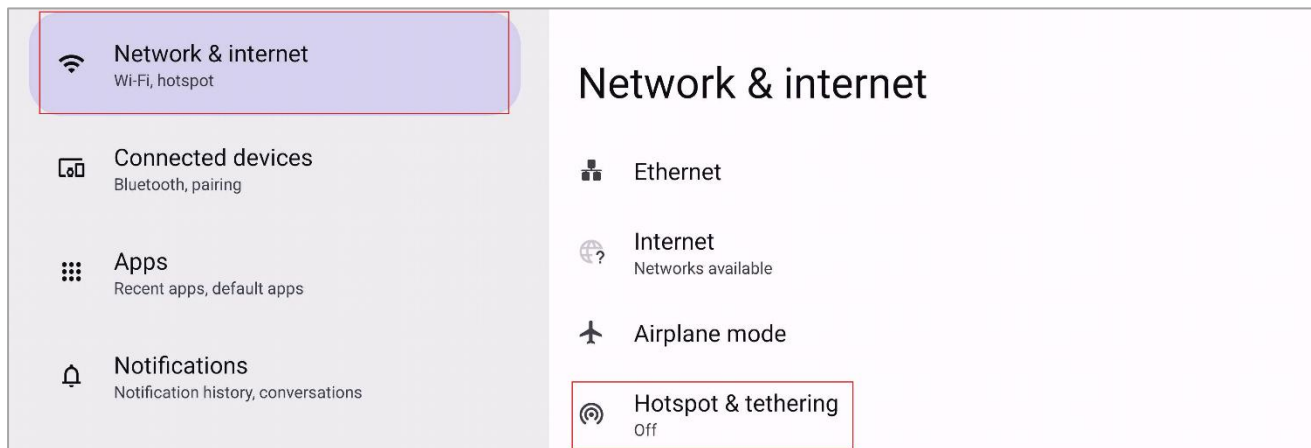 Network & internet
Wi-Fi, hotspot
Connected devices
Bluetooth, pairing
Apps
Recent apps, default apps
Notifications
Notification history, conversations
Network & internet
Ethernet
Internet
Networks available
Airplane mode
Hotspot & tethering
Off